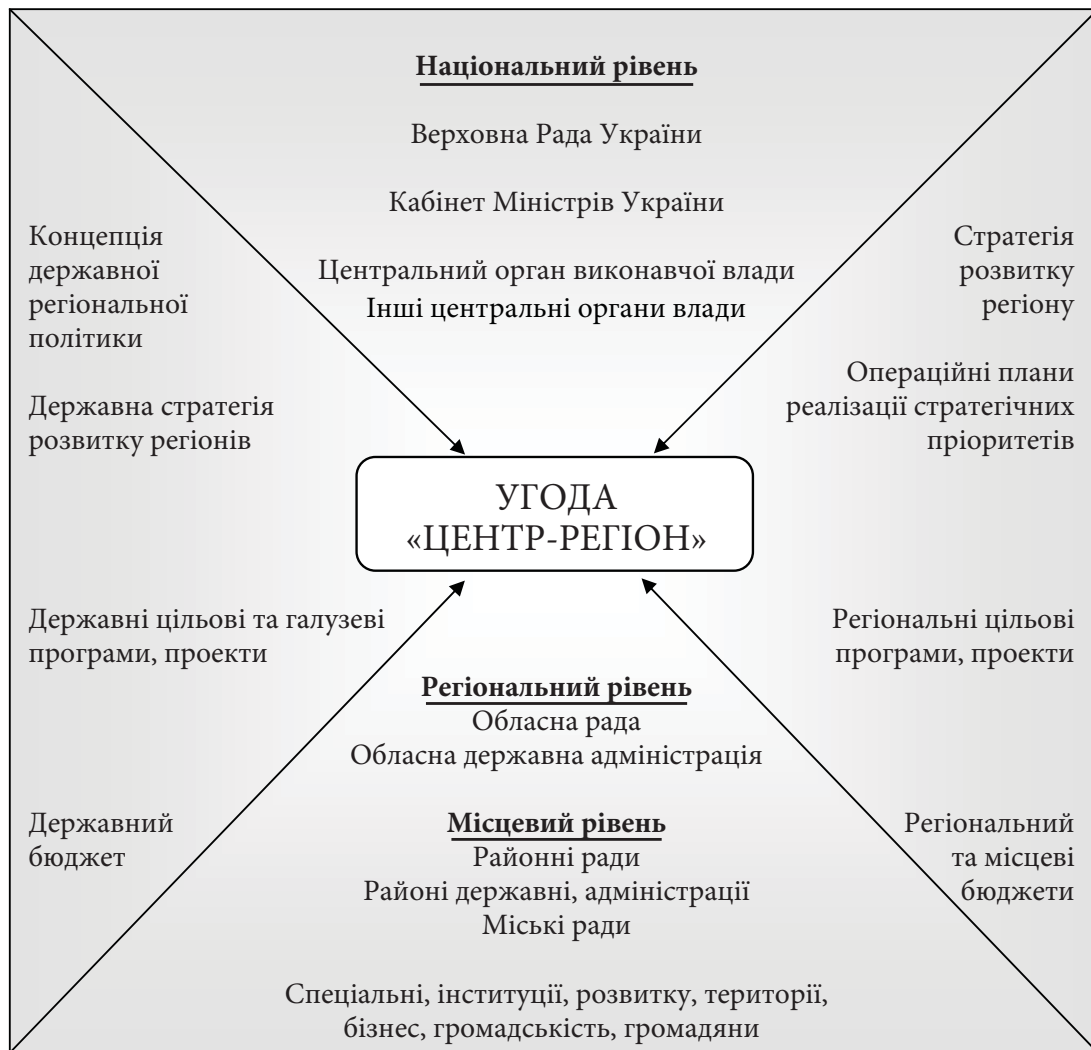 Національний рівень
Верховна Рада України
Кабінет Міністрів України
Центральний орган виконавчої влади
Інші центральні органи влади
Концепція
державної
регіональної
політики
Державна стратегія
розвитку регіонів
Державні цільові та галузеві
програми, проекти
Державний
бюджет
Стратегія
розвитку
регіону
Операційні плани
реалізації стратегічних
пріоритетів
Регіональні цільові
програми, проекти
Регіональний
та місцеві
бюджети
УГОДА
«ЦЕНТР-РЕГІОН»
Регіональний рівень
Обласна рада
Обласна державна адміністрація
Місцевий рівень
Районні ради
Районі державні, адміністрації
Міські ради
Спеціальні, інституції, розвитку, території,
бізнес, громадськість, громадяни